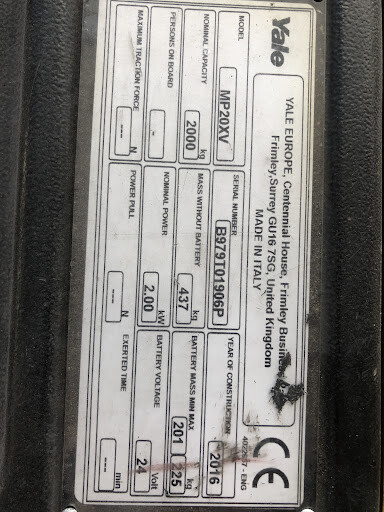 Yale
YALE EUROPE, Centennial House, Frimley Busin
Frimley, Surrey GU16 7SG, United Kingdom
MADE IN ITALY
CE
- ENG
MODEL MP20XV
SERIAL NUMBER B979T01906P
YEAR OF CONSTRUCTION 2016
NOMINAL CAPACITY 2000 kg
MASS WITHOUT BATTERY 437 kg
BATTERY MASS MIN MAX 201 225 kg
PERSONS ON BOARD -
NOMINAL POWER 2.00 kW
BATTERY VOLTAGE 24 Volt
MAXIMUM TRACTION FORCE --- N
POWER PULL --- N
EXERTED TIME --- min